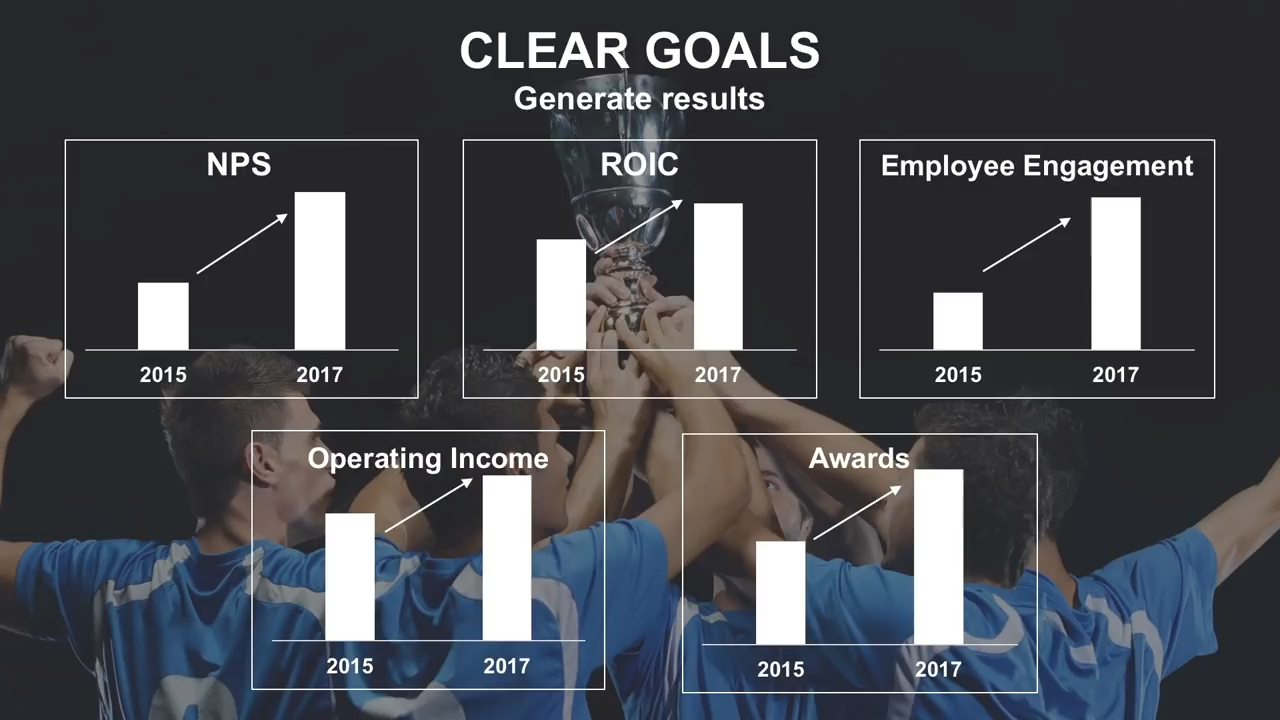 CLEAR GOALS
Generate results
NPS
2015 2017
ROIC
2015 2017
Employee Engagement
2015 2017
Operating Income
2015 2017
Awards
2015 2017